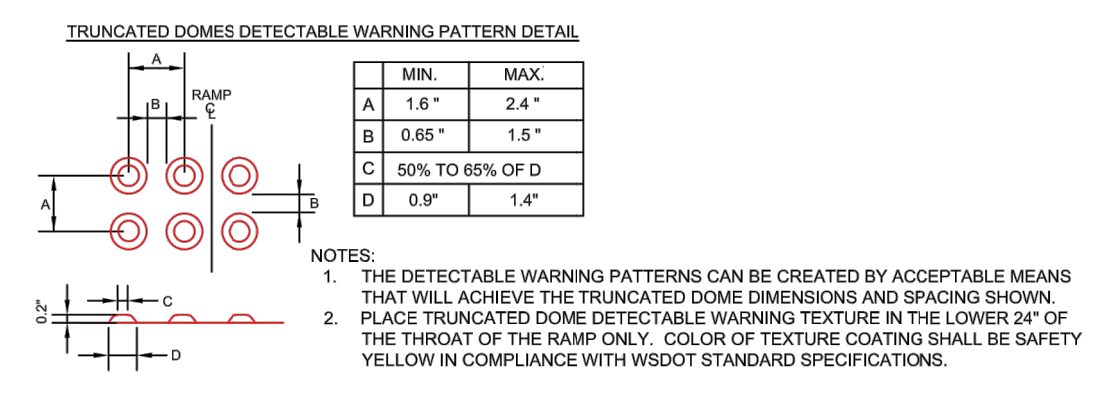 TRUNCATED DOMES DETECTABLE WARNING PATTERN DETAIL
A
B
RAMP
℄
A
B
MIN. MAX.
A 1.6 " 2.4 "
B 0.65 " 1.5 "
C 50% TO 65% OF D
D 0.9" 1.4"
0.2"
C
D
NOTES:
1. THE DETECTABLE WARNING PATTERNS CAN BE CREATED BY ACCEPTABLE MEANS
THAT WILL ACHIEVE THE TRUNCATED DOME DIMENSIONS AND SPACING SHOWN.
2. PLACE TRUNCATED DOME DETECTABLE WARNING TEXTURE IN THE LOWER 24" OF
THE THROAT OF THE RAMP ONLY. COLOR OF TEXTURE COATING SHALL BE SAFETY
YELLOW IN COMPLIANCE WITH WSDOT STANDARD SPECIFICATIONS.